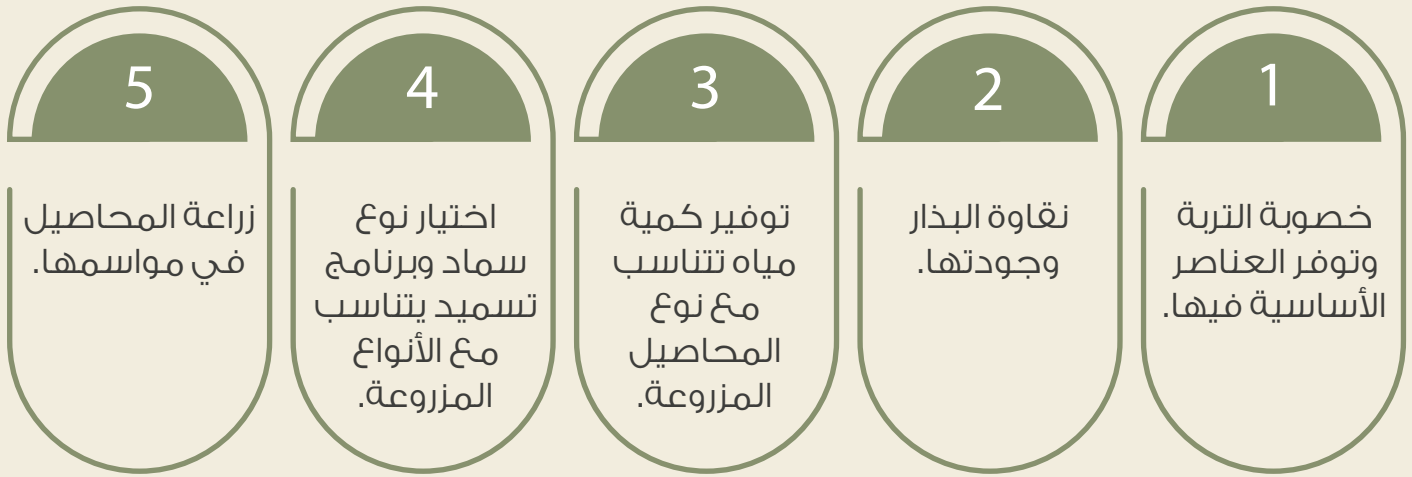 1
خصوبة التربة
وتوفر العناصر
الأساسية فيها.
2
نقاوة البذار
وجودتها.
3
توفير كمية
مياه تتناسب
مع نوع
المحاصيل
المزروعة.
4
اختيار نوع
سماد وبرنامج
تسميد يتناسب
مع الأنواع
المزروعة.
5
زراعة المحاصيل
في مواسمها.